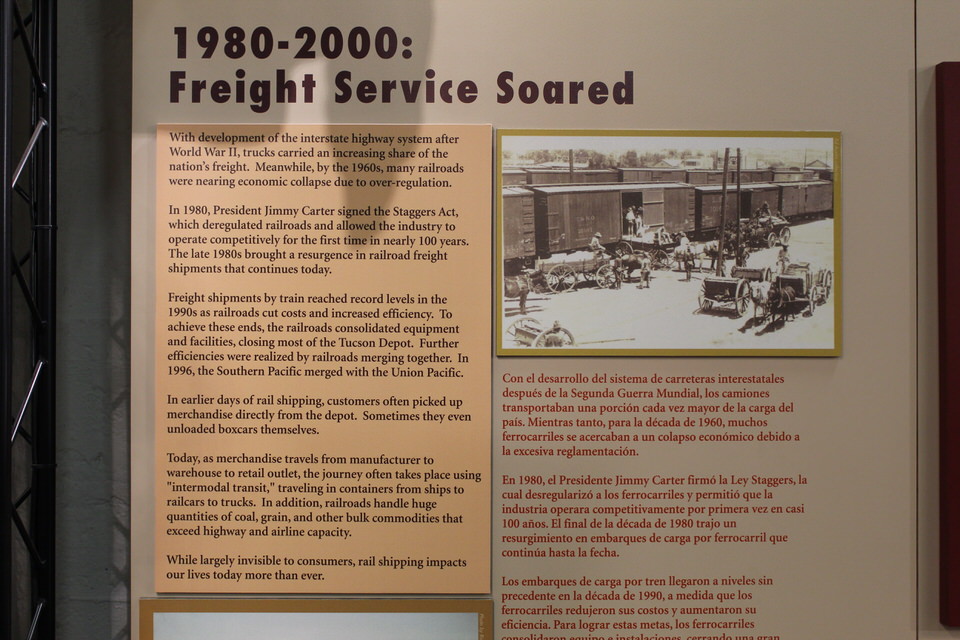 1980-2000:
Freight Service Soared
With development of the interstate highway system after
World War II, trucks carried an increasing share of the
nation's freight. Meanwhile, by the 1960s, many railroads
were nearing economic collapse due to over-regulation.
In 1980, President Jimmy Carter signed the Staggers Act,
which deregulated railroads and allowed the industry to
operate competitively for the first time in nearly 100 years.
The late 1980s brought a resurgence in railroad freight
shipments that continues today.
Freight shipments by train reached record levels in the
1990s as railroads cut costs and increased efficiency. To
achieve these ends, the railroads consolidated equipment
and facilities, closing most of the Tucson Depot. Further
efficiencies were realized by railroads merging together. In
1996, the Southern Pacific merged with the Union Pacific.
In earlier days of rail shipping, customers often picked up
merchandise directly from the depot. Sometimes they even
unloaded boxcars themselves.
Today, as merchandise travels from manufacturer to
warehouse to retail outlet, the journey often takes place using
"intermodal transit," traveling in containers from ships to
railcars to trucks. In addition, railroads handle huge
quantities of coal, grain, and other bulk commodities that
exceed highway and airline capacity.
While largely invisible to consumers, rail shipping impacts
our lives today more than ever.
Con el desarrollo del sistema de carreteras interestatales
después de la Segunda Guerra Mundial, los camiones
transportaban una porción cada vez mayor de la carga del
país. Mientras tanto, para la década de 1960, muchos
ferrocarriles se acercaban a un colapso económico debido a
la excesiva reglamentación.
En 1980, el Presidente Jimmy Carter firmó la Ley Staggers, la
cual desregularizó a los ferrocarriles y permitió que la
industria operara competitivamente por primera vez en casi
100 años. El final de la década de 1980 trajo un
resurgimiento en embarques de carga por ferrocarril que
continúa hasta la fecha.
Los embarques de carga por tren llegaron a niveles sin
precedente en la década de 1990, a medida que los
ferrocarriles redujeron sus costos y aumentaron su
eficiencia. Para lograr estas metas, los ferrocarriles
consolidaron equipo e instalaciones, cerrando una gran